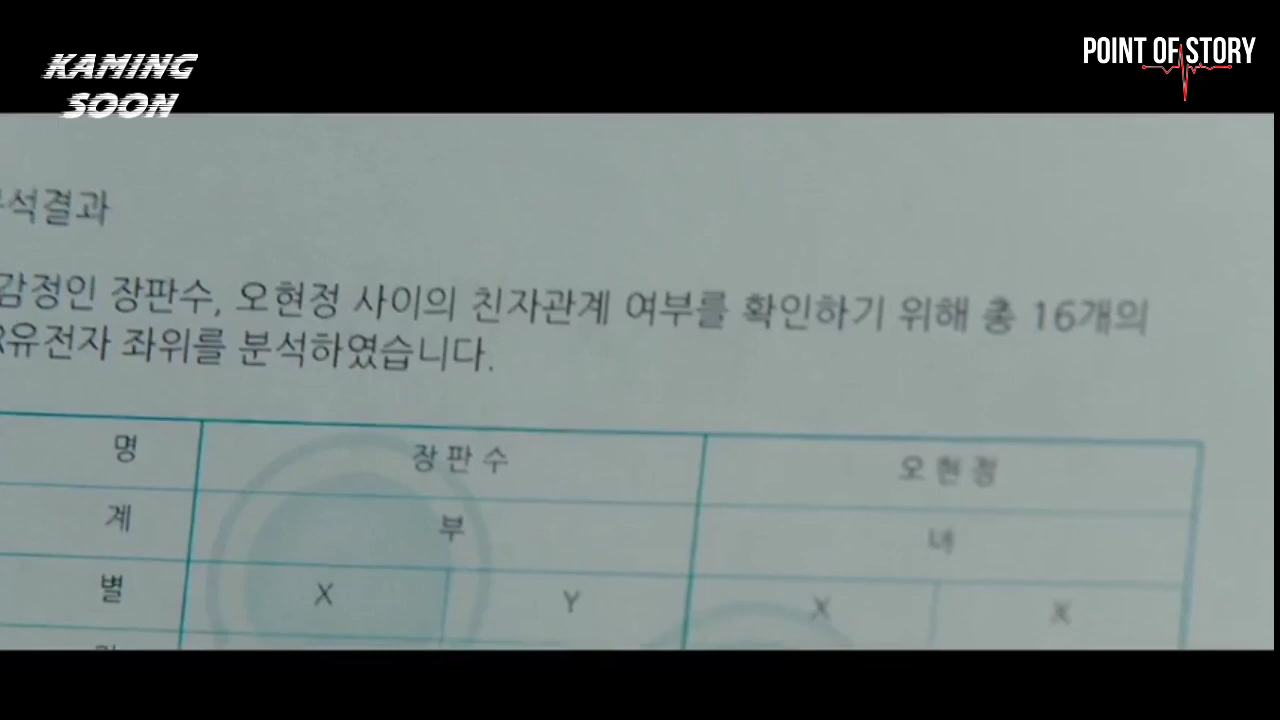 KAMING
SOON
POINT OF STORY
석결과
감정인 장판수, 오현정 사이의 친자관계 여부를 확인하기 위해 총 16개의
유전자 좌위를 분석하였습니다.
명 장 판 수 오 현 정
계 부 녀
별 X Y X X